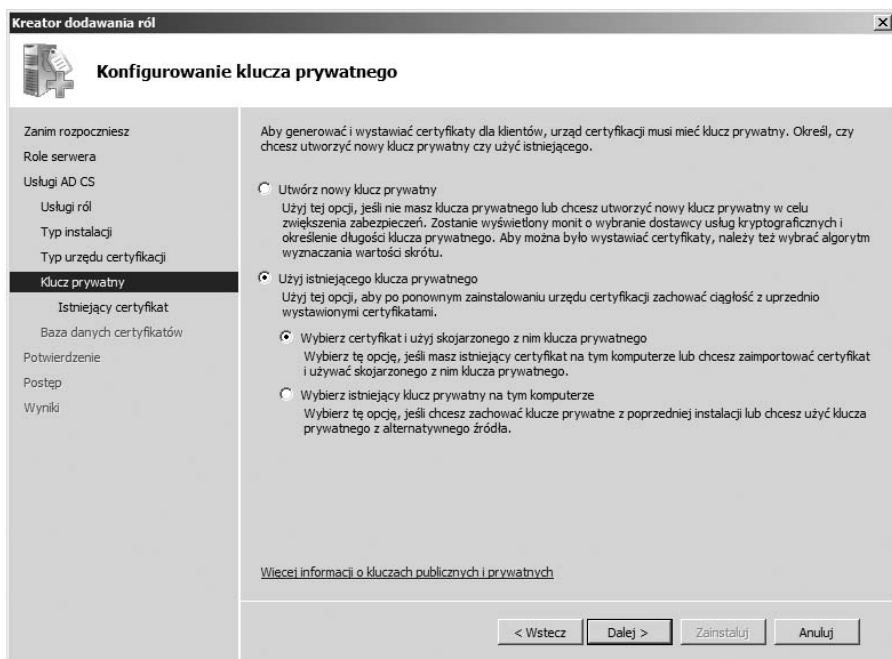 Kreator dodawania ról
Konfigurowanie klucza prywatnego
Zanim rozpoczniesz
Role serwera
Usługi AD CS
Usługi ról
Typ instalacji
Typ urzędu certyfikacji
Klucz prywatny
Istniejący certyfikat
Baza danych certyfikatów
Potwierdzenie
Postęp
Wyniki
Aby generować i wystawiać certyfikaty dla klientów, urząd certyfikacji musi mieć klucz prywatny. Określ, czy
chcesz utworzyć nowy klucz prywatny czy użyć istniejącego.
Utwórz nowy klucz prywatny
Użyj tej opcji, jeśli nie masz klucza prywatnego lub chcesz utworzyć nowy klucz prywatny w celu
zwiększenia zabezpieczeń. Zostanie wyświetlony monit o wybranie dostawcy usług kryptograficznych i
określenie długości klucza prywatnego. Aby można było wystawiać certyfikaty, należy też wybrać algorytm
wyznaczania wartości skrótu.
Użyj istniejącego klucza prywatnego
Użyj tej opcji, aby po ponownym zainstalowaniu urzędu certyfikacji zachować ciągłość z uprzednio
wystawionymi certyfikatami.
Wybierz certyfikat i użyj skojarzonego z nim klucza prywatnego
Wybierz tę opcję, jeśli masz istniejący certyfikat na tym komputerze lub chcesz zaimportować certyfikat
i używać skojarzonego z nim klucza prywatnego.
Wybierz istniejący klucz prywatny na tym komputerze
Wybierz tę opcję, jeśli chcesz zachować klucze prywatne z poprzedniej instalacji lub chcesz użyć klucza
prywatnego z alternatywnego źródła.
Więcej informacji o kluczach publicznych i prywatnych
< Wstecz
Dalej >
Zainstaluj
Anuluj